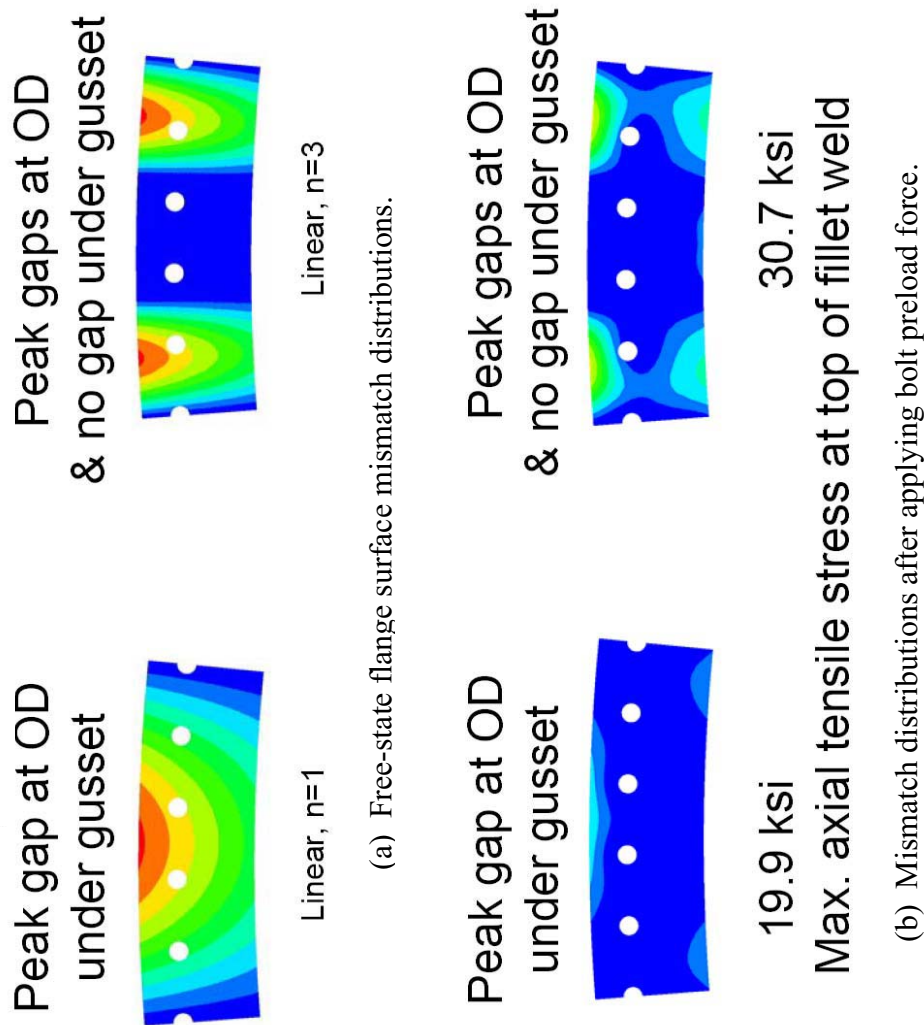 Peak gap at OD
under gusset
Peak gaps at OD
& no gap under gusset
Linear, n=1
Linear, n=3
(a) Free-state flange surface mismatch distributions.
Peak gap at OD
under gusset
Peak gaps at OD
& no gap under gusset
19.9 ksi
30.7 ksi
Max. axial tensile stress at top of fillet weld
(b) Mismatch distributions after applying bolt preload force.